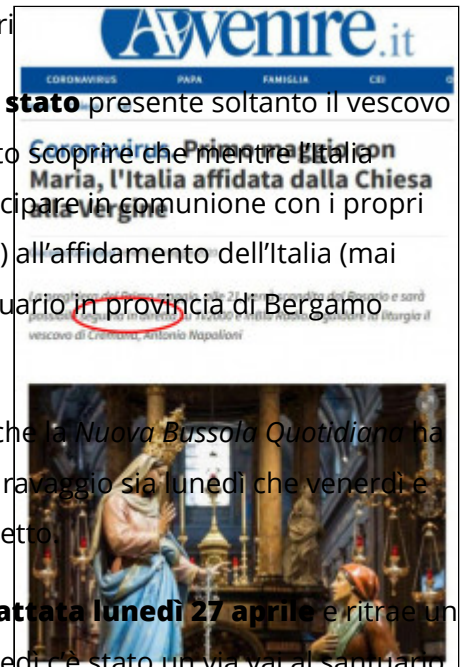 ri
Avvenire.it
CORONAVIRUS PAPA FAMIGLIA CEI
stato presente soltanto il vescovo
Coronavirus. Primo maggio con
to scoprire che mentre l'Italia
Maria, l'Italia affidata dalla Chiesa
cipare in comunione con i propri
alla Vergine
) all'affidamento dell'Italia (mai
uario in provincia di Bergamo
vescovo di Cremona, Antonio Napolioni
che la Nuova Bussola Quotidiana ha
ravaggio sia lunedì che venerdì e
etto.
attata lunedì 27 aprile e ritrae un
edì c'è stato un via vai al santuario